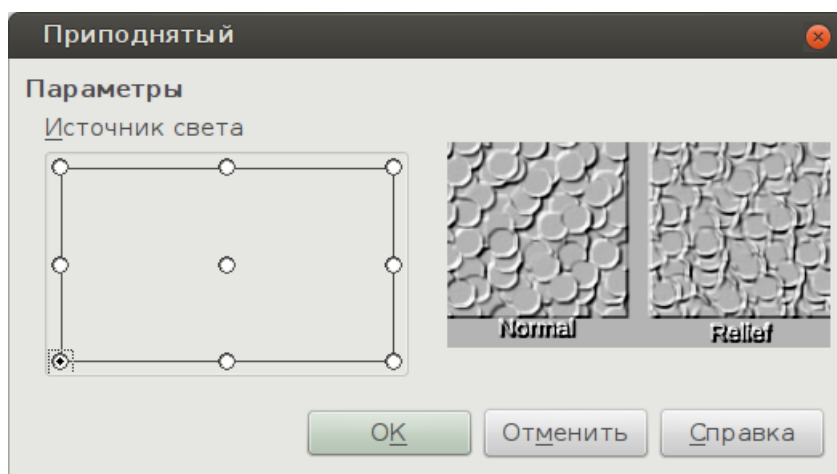 Приподнятый
Параметры
Источник света
Normal
Relief
OK
Отменить
Справка